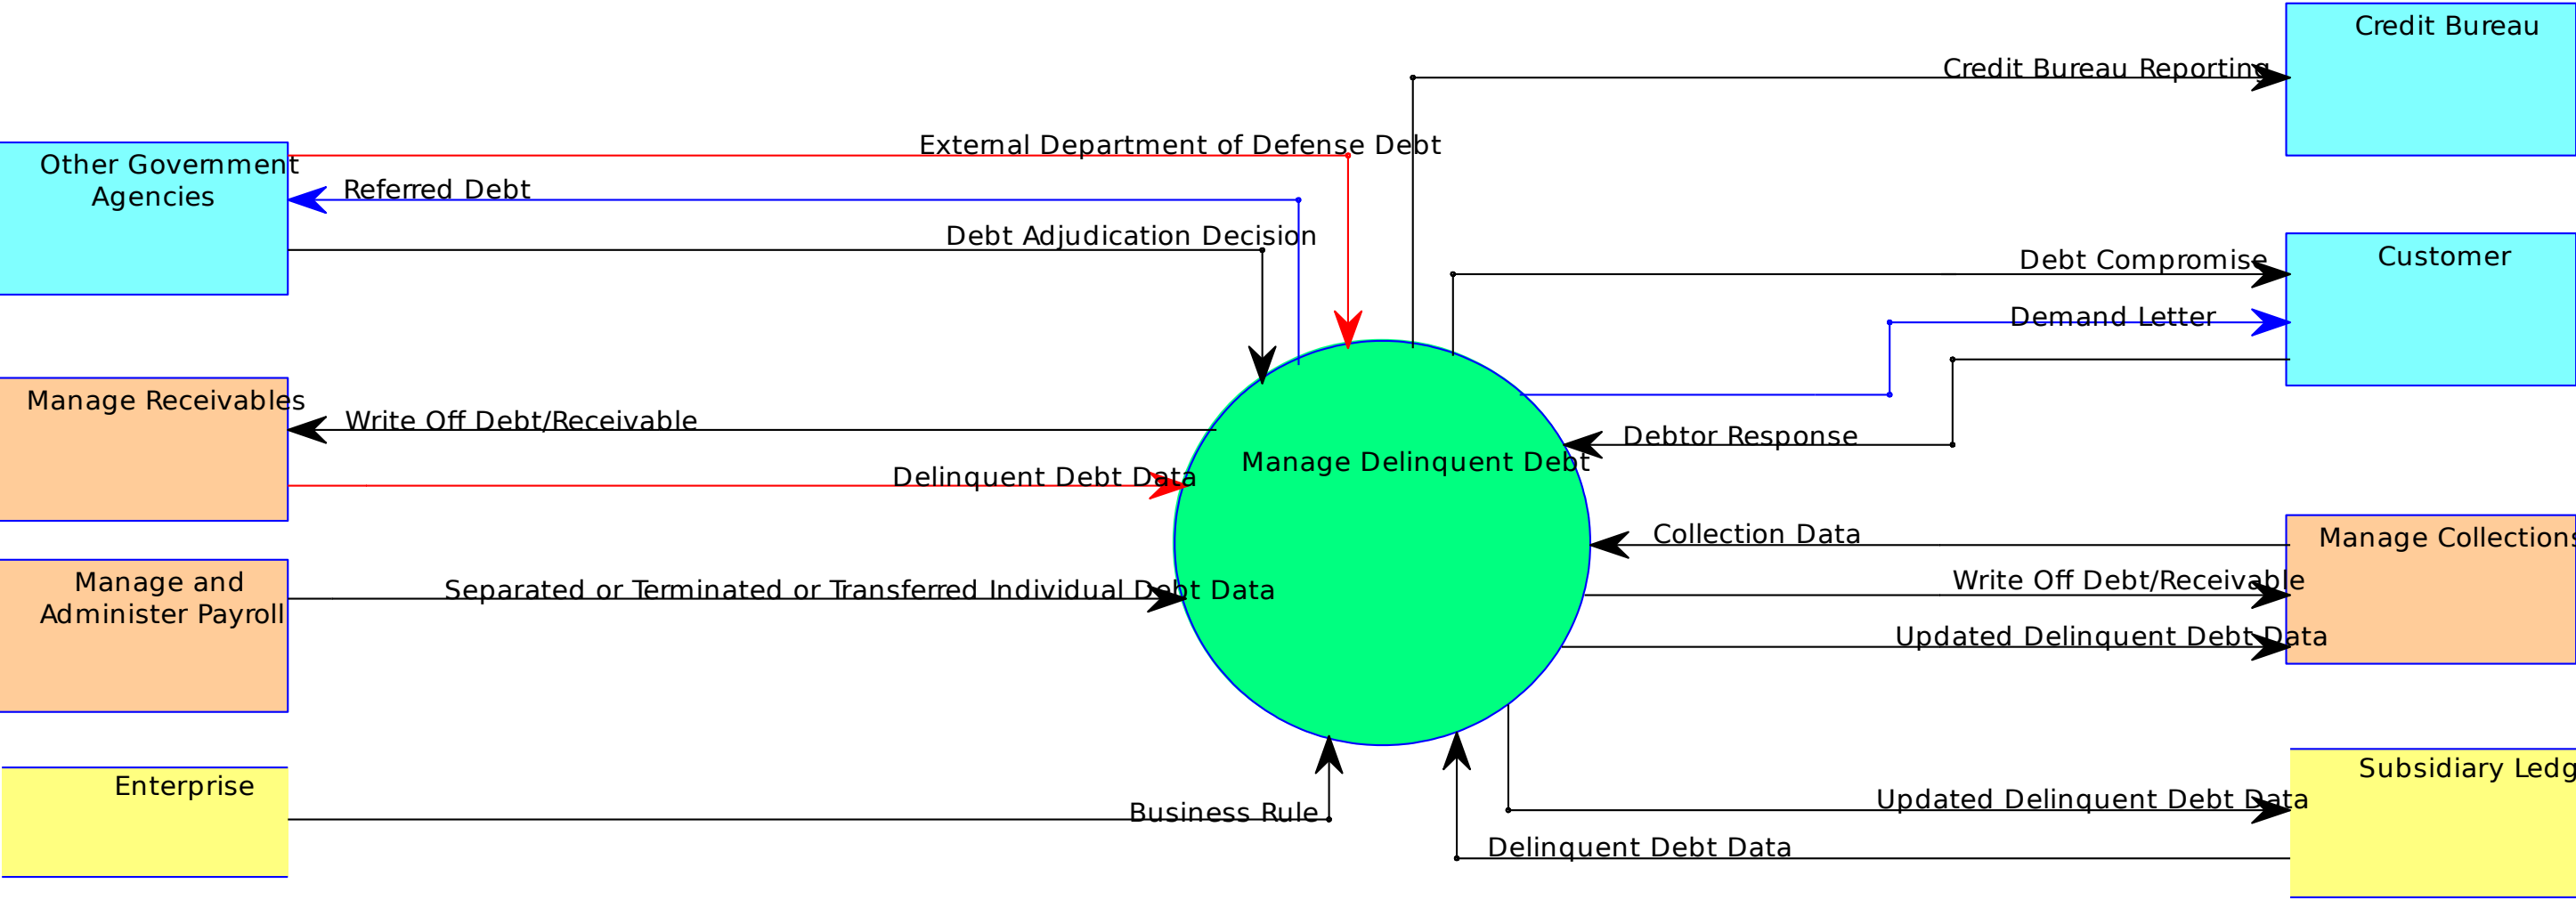 Credit Bureau
Credit Bureau Reporting
External Department of Defense Debt
Other Government
Agencies
Referred Debt
Debt Adjudication Decision
Customer
Debt Compromise
Demand Letter
Manage Receivables
Write Off Debt/Receivable
Debtor Response
Manage Delinquent Debt
Delinquent Debt Data
Collection Data
Manage Collections
Manage and
Administer Payroll
Separated or Terminated or Transferred Individual Debt Data
Write Off Debt/Receivable
Updated Delinquent Debt Data
Enterprise
Business Rule
Subsidiary Ledg
Updated Delinquent Debt Data
Delinquent Debt Data